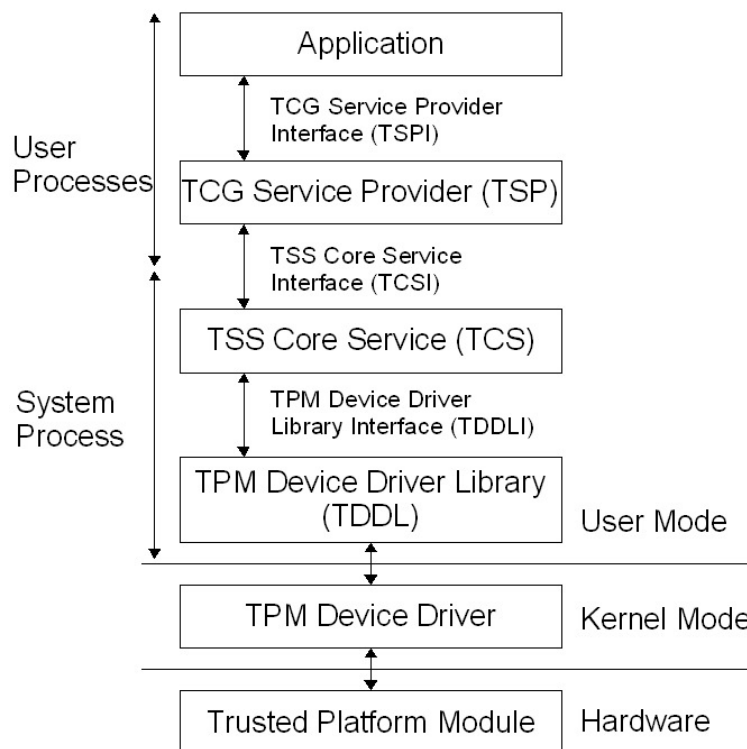 Application
TCG Service Provider
Interface (TSPI)
User
Processes
TCG Service Provider (TSP)
TSS Core Service
Interface (TCSI)
TSS Core Service (TCS)
System
Process
TPM Device Driver
Library Interface (TDDLI)
TPM Device Driver Library
(TDDL)
User Mode
TPM Device Driver
Kernel Mode
Trusted Platform Module
Hardware